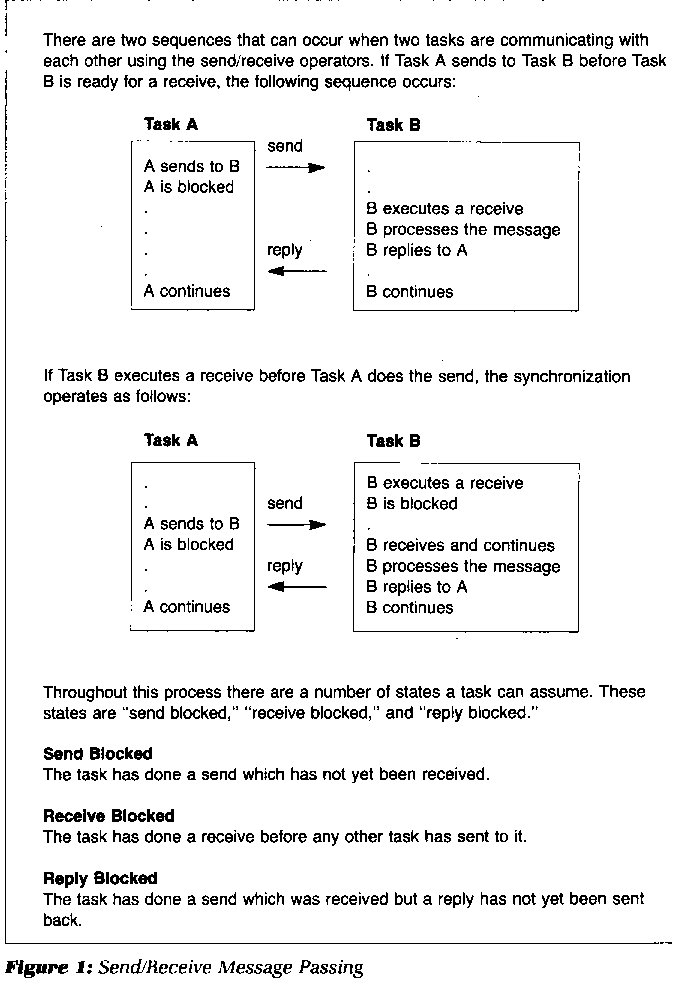 There are two sequences that can occur when two tasks are communicating with
each other using the send/receive operators. If Task A sends to Task B before Task
B is ready for a receive, the following sequence occurs:
Task A
Task B
send
A sends to B
.
A is blocked
.
.
B executes a receive
.
B processes the message
.
reply
B replies to A
.
.
A continues
B continues
If Task B executes a receive before Task A does the send, the synchronization
operates as follows:
Task A
Task B
.
B executes a receive
.
send
B is blocked
A sends to B
.
A is blocked
B receives and continues
.
reply
B processes the message
.
B replies to A
A continues
B continues
Throughout this process there are a number of states a task can assume. These
states are "send blocked," "receive blocked," and "reply blocked."
Send Blocked
The task has done a send which has not yet been received.
Receive Blocked
The task has done a receive before any other task has sent to it.
Reply Blocked
The task has done a send which was received but a reply has not yet been sent
back.
Figure 1: Send/Receive Message Passing